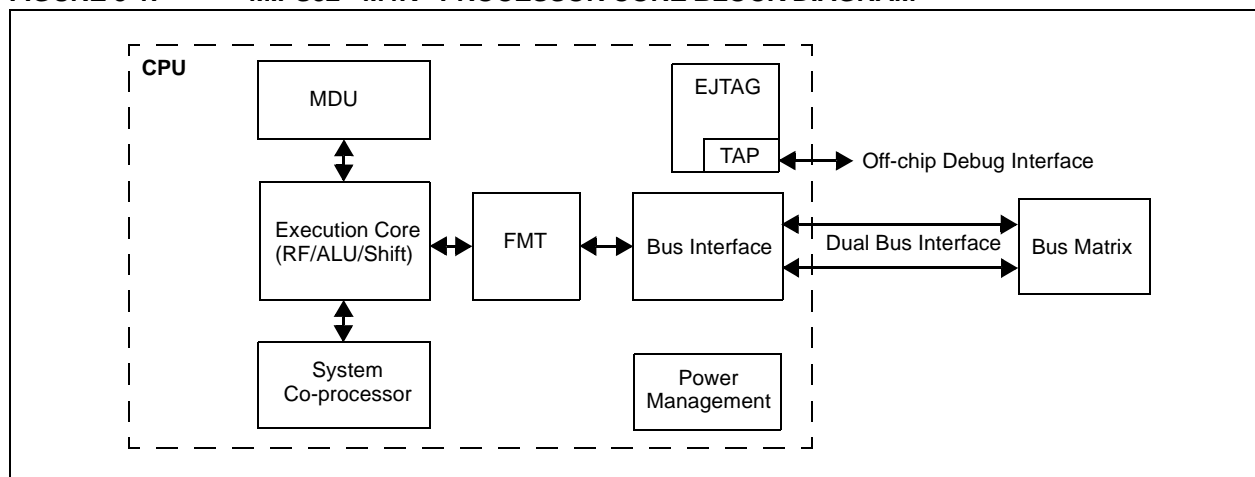 CPU
MDU
EJTAG
TAP
Off-chip Debug Interface
Execution Core
(RF/ALU/Shift)
FMT
Bus Interface
Dual Bus Interface
Bus Matrix
System
Co-processor
Power
Management